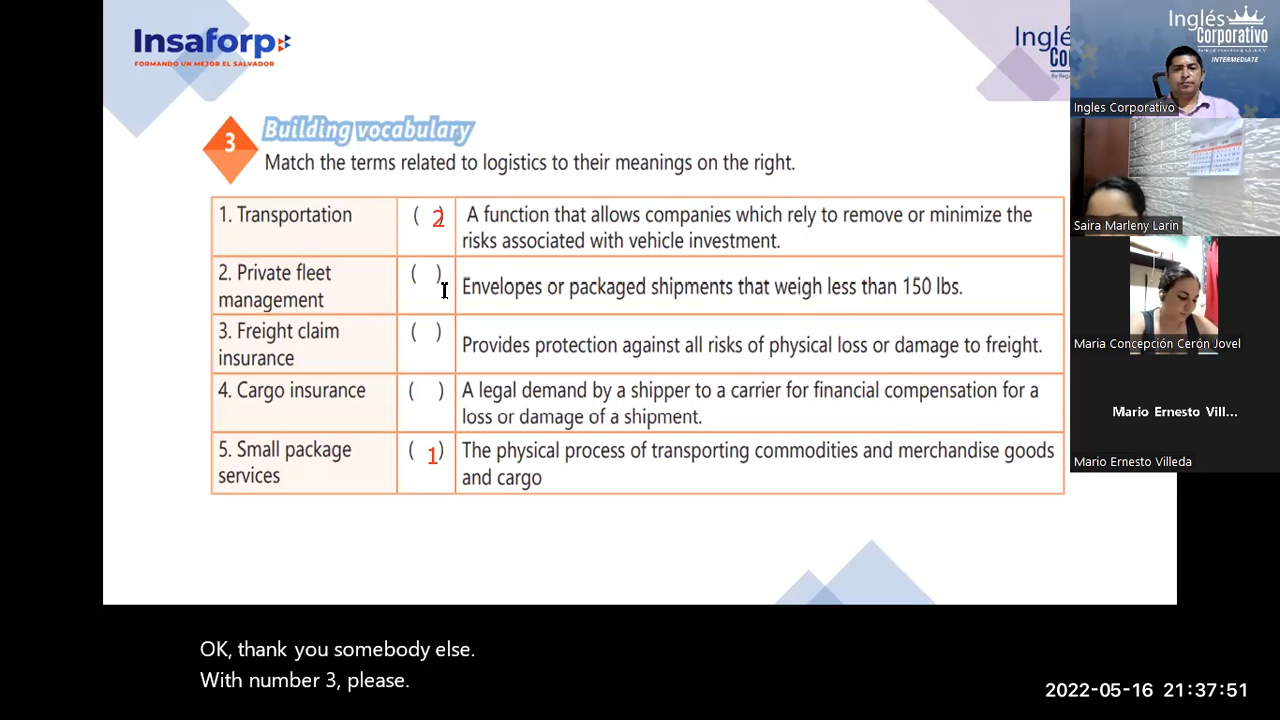 Insaforp
FORMANDO UN MEJOR EL SALVADOR
Inglés
Corporativo
INTERMEDIATE
Ingles Corporativo
3
Building vocabulary
Match the terms related to logistics to their meanings on the right.
1. Transportation ( 2 ) A function that allows companies which rely to remove or minimize the
risks associated with vehicle investment.
2. Private fleet
management ( ) Envelopes or packaged shipments that weigh less than 150 lbs.
3. Freight claim
insurance ( ) Provides protection against all risks of physical loss or damage to freight.
4. Cargo insurance ( ) A legal demand by a shipper to a carrier for financial compensation for a
loss or damage of a shipment.
5. Small package
services ( 1 ) The physical process of transporting commodities and merchandise goods
and cargo
Saira Marleny Larin
Maria Concepción Cerón Jovel
Mario Ernesto Vill...
Mario Ernesto Villeda
OK, thank you somebody else.
With number 3, please.
2022-05-16 21:37:51